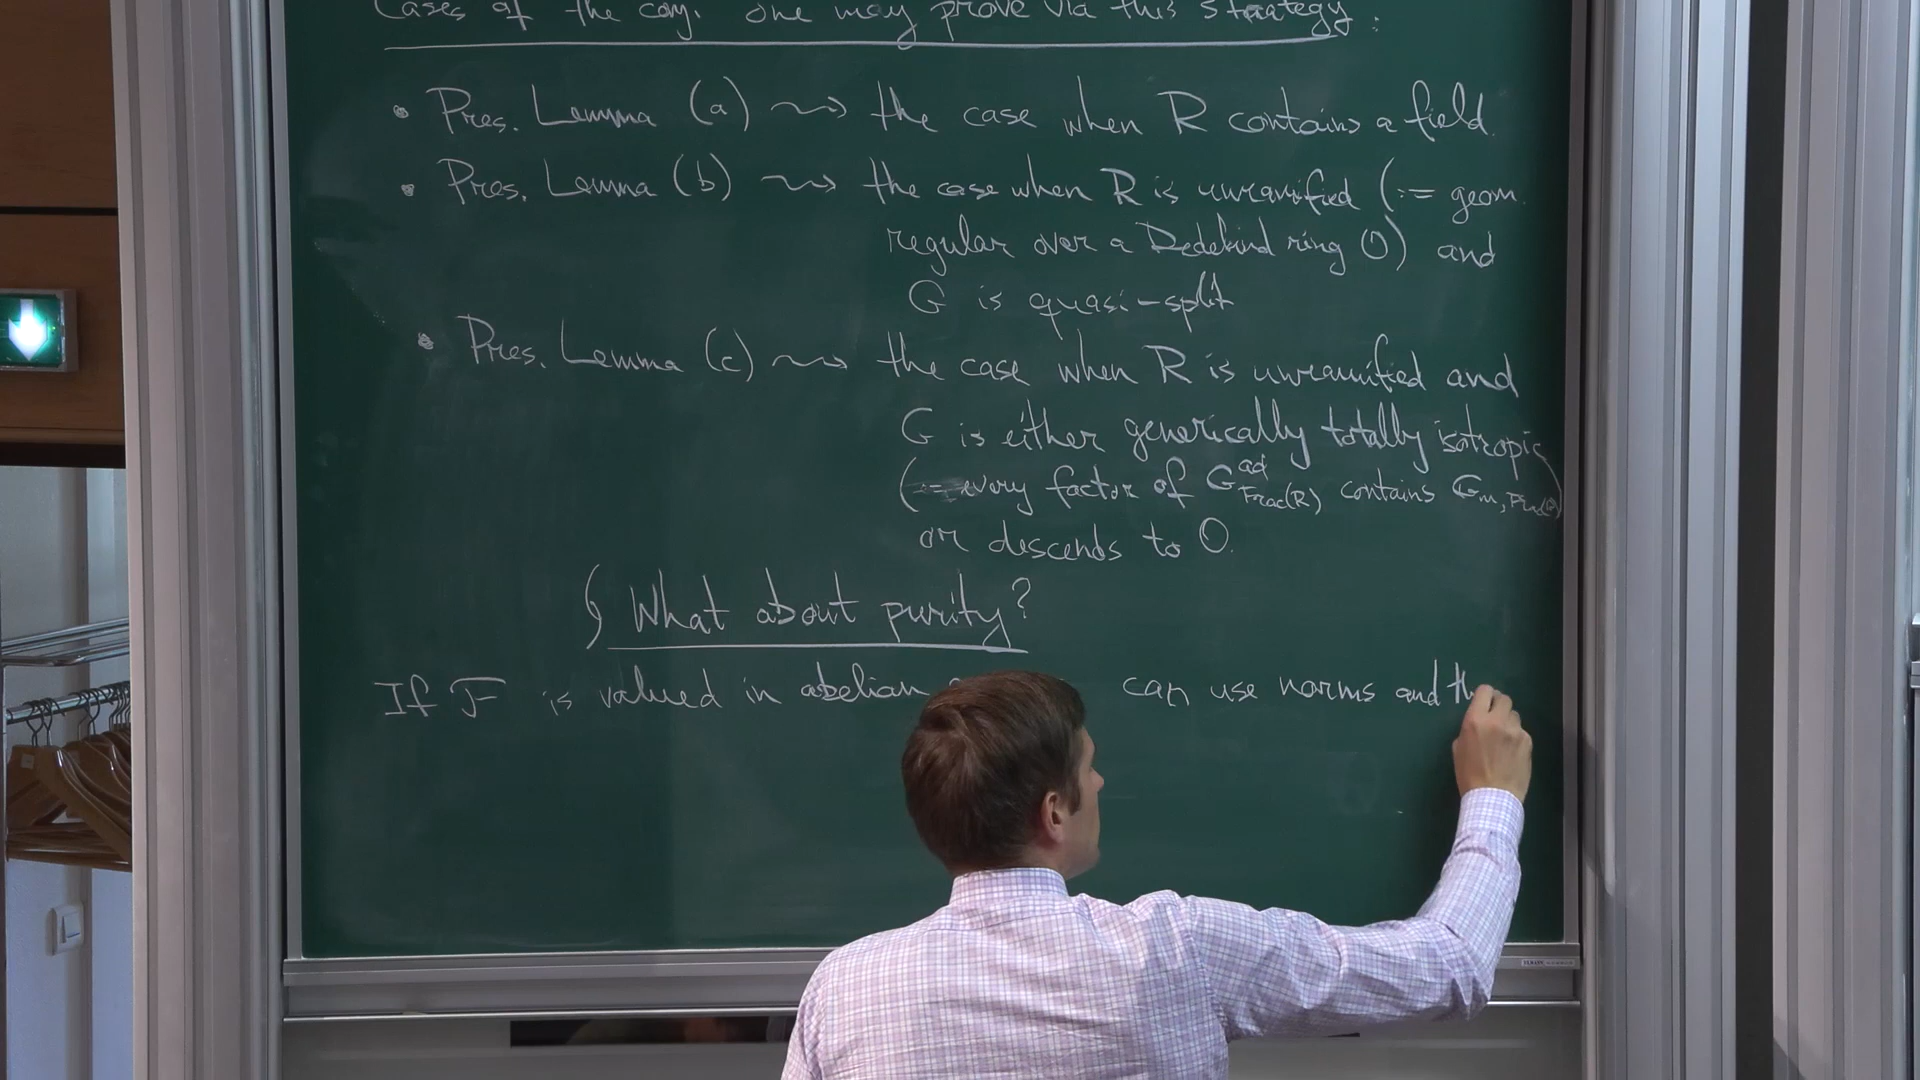 Cases of the conj. one may prove via this strategy:
• Pres. Lemma (a) ⟿ the case when R contains a field.
• Pres. Lemma (b) ⟿ the case when R is unramified (:= geom.
regular over a Dedekind ring O) and
G is quasi-split
• Pres. Lemma (c) ⟿ the case when R is unramified and
G is either generically totally isotropic
(:= every factor of G^ad_Frac(R) contains G_m,Frac(R))
or descends to O.
§ What about purity?
If F is valued in abelian can use norms and th